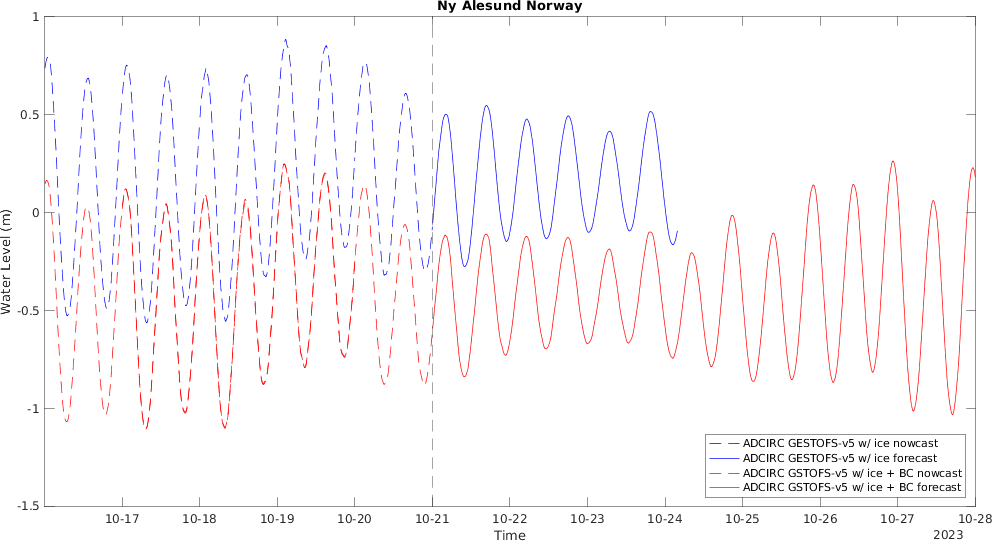 Ny Alesund Norway
1
0.5
0
-0.5
-1
-1.5
Water Level (m)
10-17 10-18 10-19 10-20 10-21 10-22 10-23 10-24 10-25 10-26 10-27 10-28
Time
2023
ADCIRC GESTOFS-v5 w/ ice nowcast
ADCIRC GESTOFS-v5 w/ ice forecast
ADCIRC GSTOFS-v5 w/ ice + BC nowcast
ADCIRC GSTOFS-v5 w/ ice + BC forecast